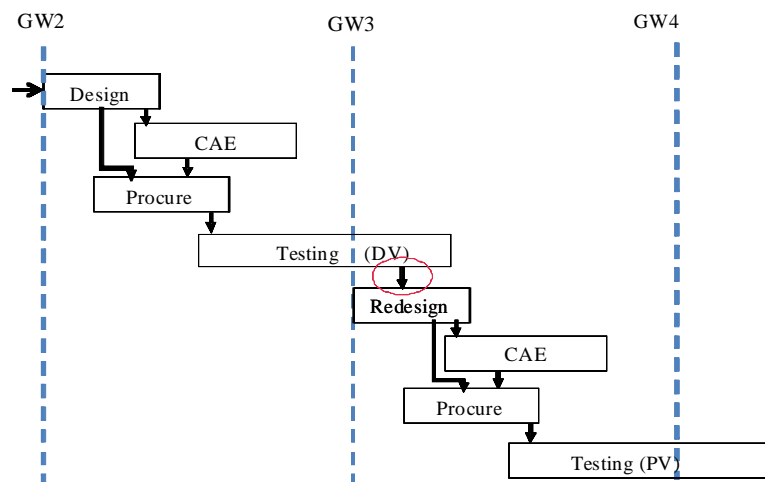 GW2
GW3
GW4
Design
CAE
Procure
Testing (DV)
Redesign
CAE
Procure
Testing (PV)